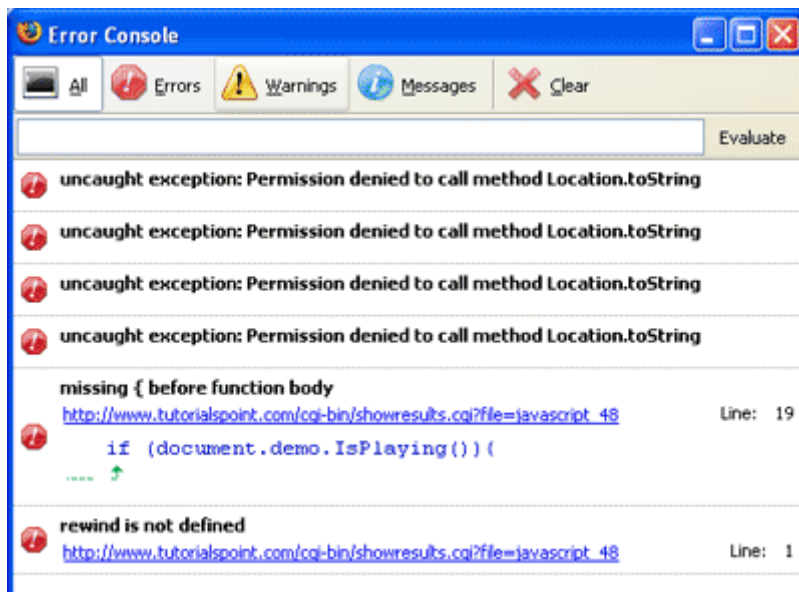 Error Console
All Errors Warnings Messages Clear
Evaluate
uncaught exception: Permission denied to call method Location.toString
uncaught exception: Permission denied to call method Location.toString
uncaught exception: Permission denied to call method Location.toString
uncaught exception: Permission denied to call method Location.toString
missing { before function body
http://www.tutorialspoint.com/cgi-bin/showresults.cgi?file=javascript_48 Line: 19
if (document.demo.IsPlaying()){
rewind is not defined
http://www.tutorialspoint.com/cgi-bin/showresults.cgi?file=javascript_48 Line: 1